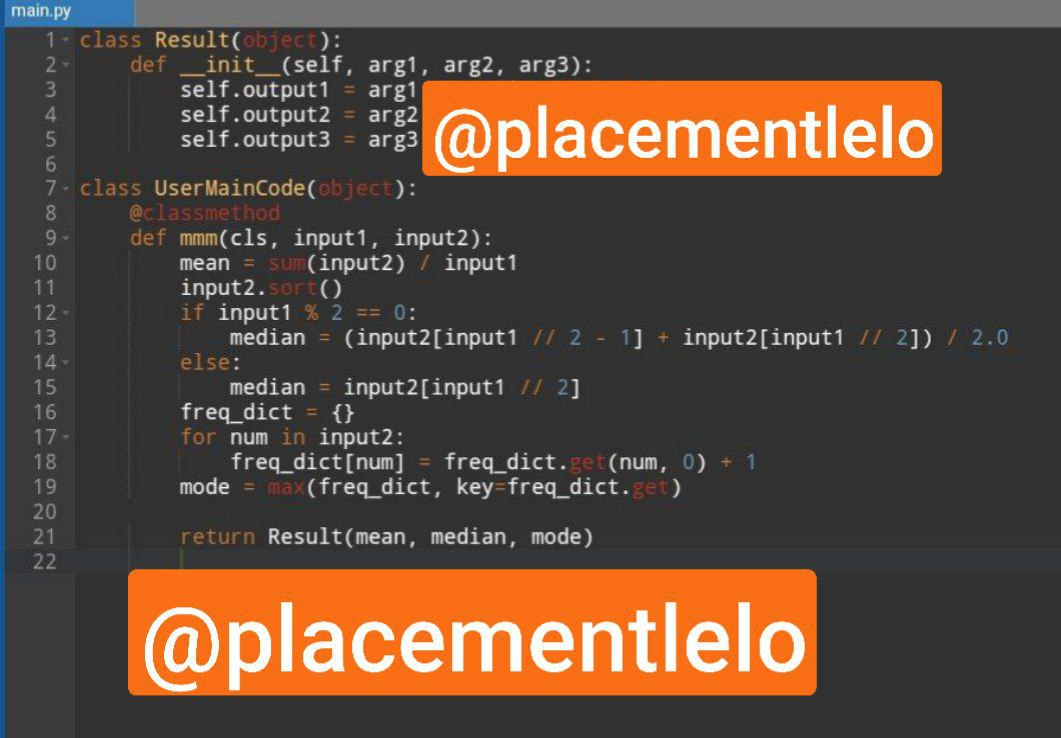 main.py
1 class Result(object):
2 def __init__(self, arg1, arg2, arg3):
3 self.output1 = arg1
4 self.output2 = arg2
5 self.output3 = arg3
@placementlelo
6
7 class UserMainCode(object):
8 @classmethod
9 def mmm(cls, input1, input2):
10 mean = sum(input2) / input1
11 input2.sort()
12 if input1 % 2 == 0:
13 median = (input2[input1 // 2 - 1] + input2[input1 // 2]) / 2.0
14 else:
15 median = input2[input1 // 2]
16 freq_dict = {}
17 for num in input2:
18 freq_dict[num] = freq_dict.get(num, 0) + 1
19 mode = max(freq_dict, key=freq_dict.get)
20
21 return Result(mean, median, mode)
22
@placementlelo